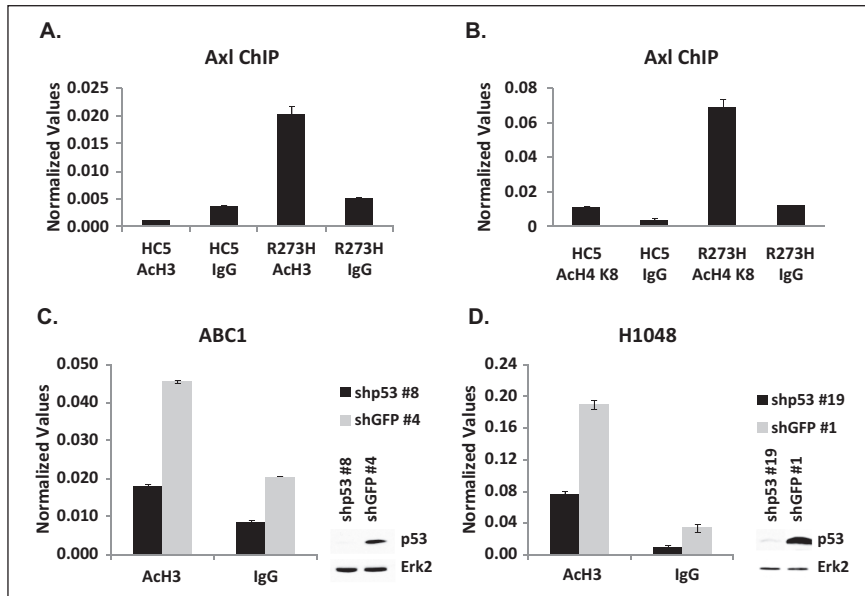 A.
Axl ChIP
Normalized Values
0.025
0.020
0.015
0.010
0.005
0.000
HC5 AcH3
HC5 IgG
R273H AcH3
R273H IgG
B.
Axl ChIP
Normalized Values
0.08
0.06
0.04
0.02
0
HC5 AcH4 K8
HC5 IgG
R273H AcH4 K8
R273H IgG
C.
ABC1
Normalized Values
0.050
0.040
0.030
0.020
0.010
0.000
AcH3
IgG
shp53 #8
shGFP #4
shp53 #8
shGFP #4
p53
Erk2
D.
H1048
Normalized Values
0.24
0.20
0.16
0.12
0.08
0.04
0.00
AcH3
IgG
shp53 #19
shGFP #1
shp53 #19
shGFP #1
p53
Erk2